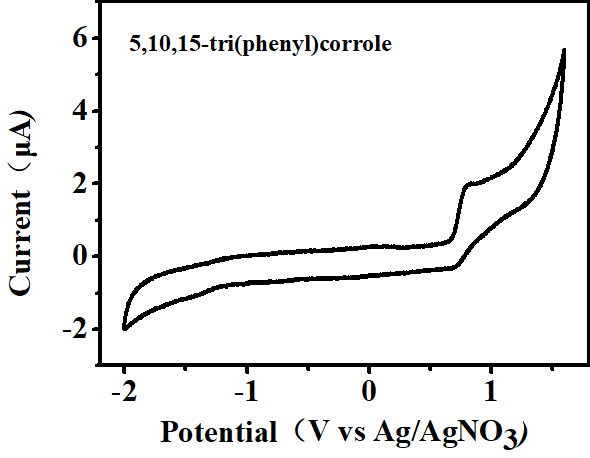 5,10,15-tri(phenyl)corrole
6
4
2
0
-2
Current（μA)
-2 -1 0 1
Potential（V vs Ag/AgNO3)